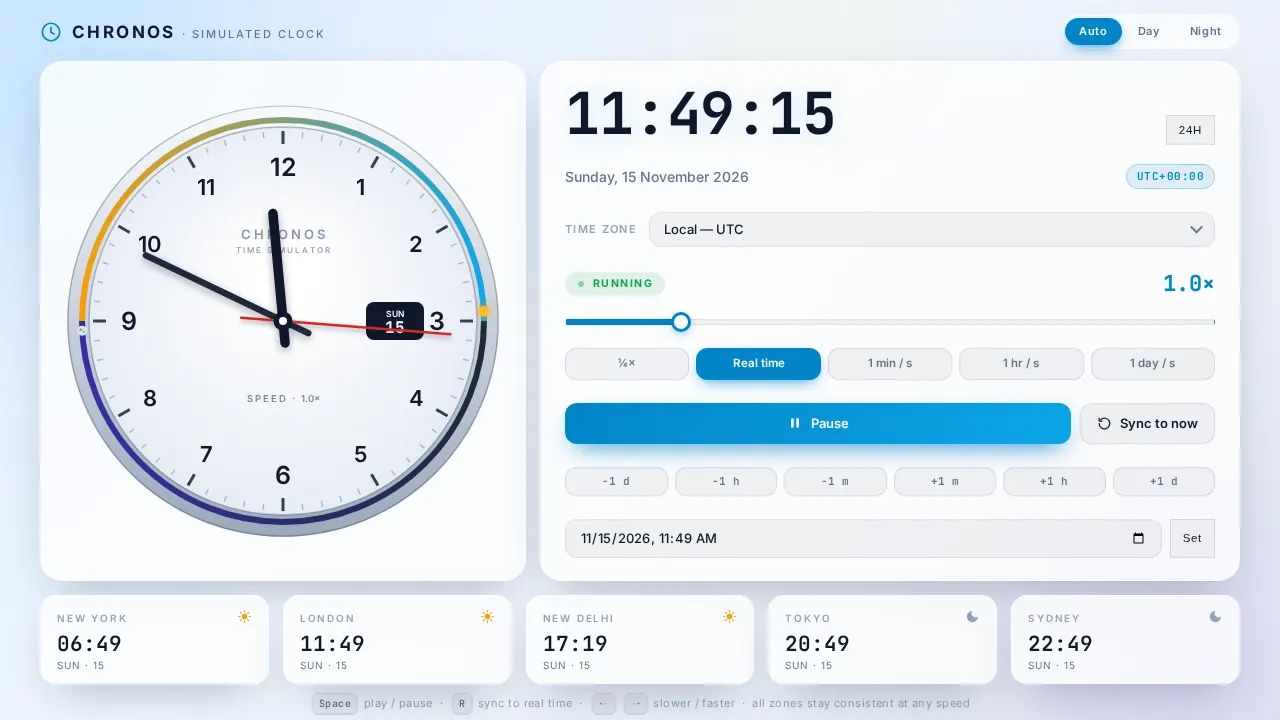 CHRONOS · SIMULATED CLOCK
Auto Day Night
12
1
2
3
4
5
6
7
8
9
10
11
CHRONOS
TIME SIMULATOR
SUN
15
SPEED · 1.0×
11:49:15
24H
Sunday, 15 November 2026
UTC+00:00
TIME ZONE
Local — UTC
RUNNING
1.0×
¼×
Real time
1 min / s
1 hr / s
1 day / s
Pause
Sync to now
-1 d
-1 h
-1 m
+1 m
+1 h
+1 d
11/15/2026, 11:49 AM
Set
NEW YORK
06:49
SUN · 15
LONDON
11:49
SUN · 15
NEW DELHI
17:19
SUN · 15
TOKYO
20:49
SUN · 15
SYDNEY
22:49
SUN · 15
Space play / pause · R sync to real time · ← → slower / faster · all zones stay consistent at any speed